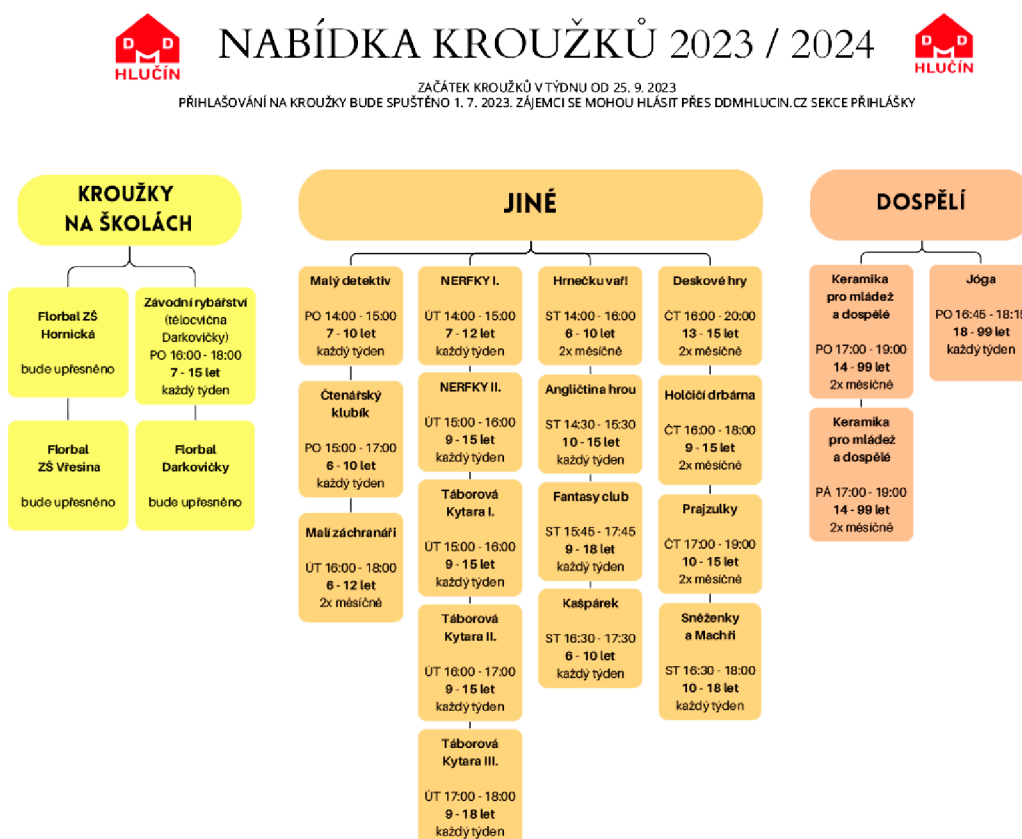 D D M
HLUČÍN
NABÍDKA KROUŽKŮ 2023 / 2024
D D M
HLUČÍN
ZAČÁTEK KROUŽKŮ V TÝDNU OD 25. 9. 2023
PŘIHLAŠOVÁNÍ NA KROUŽKY BUDE SPUŠTĚNO 1. 7. 2023. ZÁJEMCI SE MOHOU HLÁSIT PŘES DDMHLUCIN.CZ SEKCE PŘIHLÁŠKY
KROUŽKY
NA ŠKOLÁCH
Florbal ZŠ
Hornická
bude upřesněno
Florbal
ZŠ Vřesina
bude upřesněno
Závodní rybářství
(tělocvična
Darkovičky)
PO 16:00 - 18:00
7 - 15 let
každý týden
Florbal
Darkovičky
bude upřesněno
JINÉ
Malý detektiv
PO 14:00 - 15:00
7 - 10 let
každý týden
Čtenářský
klubík
PO 15:00 - 17:00
6 - 10 let
každý týden
Malí záchranáři
ÚT 16:00 - 18:00
6 - 12 let
2x měsíčně
NERFKY I.
ÚT 14:00 - 15:00
7 - 12 let
každý týden
NERFKY II.
ÚT 15:00 - 16:00
9 - 15 let
každý týden
Táborová
Kytara I.
ÚT 15:00 - 16:00
9 - 15 let
každý týden
Táborová
Kytara II.
ÚT 16:00 - 17:00
9 - 15 let
každý týden
Táborová
Kytara III.
ÚT 17:00 - 18:00
9 - 18 let
každý týden
Hrnečku vař!
ST 14:00 - 16:00
6 - 10 let
2x měsíčně
Angličtina hrou
ST 14:30 - 15:30
10 - 15 let
každý týden
Fantasy club
ST 15:45 - 17:45
9 - 18 let
každý týden
Kašpárek
ST 16:30 - 17:30
6 - 10 let
každý týden
Deskové hry
ČT 16:00 - 20:00
13 - 15 let
2x měsíčně
Holčičí drbárna
ČT 16:00 - 18:00
9 - 15 let
2x měsíčně
Prajzulky
ČT 17:00 - 19:00
10 - 15 let
2x měsíčně
Sněženky
a Machři
ST 16:30 - 18:00
10 - 18 let
každý týden
DOSPĚLÍ
Keramika
pro mládež
a dospělé
PO 17:00 - 19:00
14 - 99 let
2x měsíčně
Keramika
pro mládež
a dospělé
PÁ 17:00 - 19:00
14 - 99 let
2x měsíčně
Jóga
PO 16:45 - 18:15
18 - 99 let
každý týden